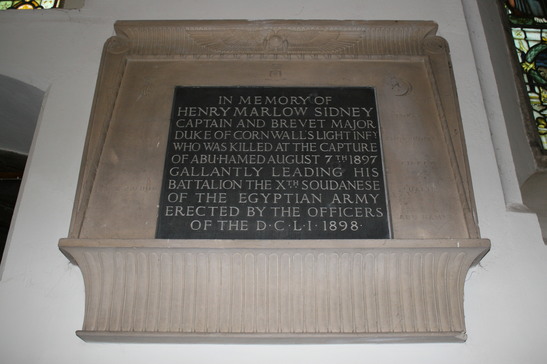 IN MEMORY OF
HENRY MARLOW SIDNEY
CAPTAIN AND BREVET MAJOR
DUKE OF CORNWALL'S LIGHT INFY
WHO WAS KILLED AT THE CAPTURE
OF ABU·HAMED AUGUST 7TH 1897
GALLANTLY LEADING HIS
BATTALION THE XTH SOUDANESE
OF THE EGYPTIAN ARMY
ERECTED BY THE OFFICERS
OF THE D·C·L·I· 1898·